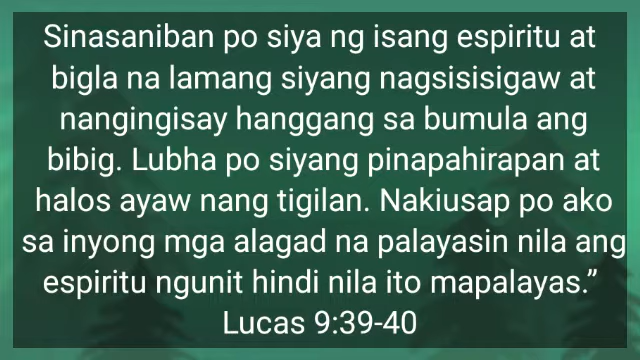 Sinasaniban po siya ng isang espiritu at
bigla na lamang siyang nagsisisigaw at
nangingisay hanggang sa bumula ang
bibig. Lubha po siyang pinapahirapan at
halos ayaw nang tigilan. Nakiusap po ako
sa inyong mga alagad na palayasin nila ang
espiritu ngunit hindi nila ito mapalayas.”
Lucas 9:39-40